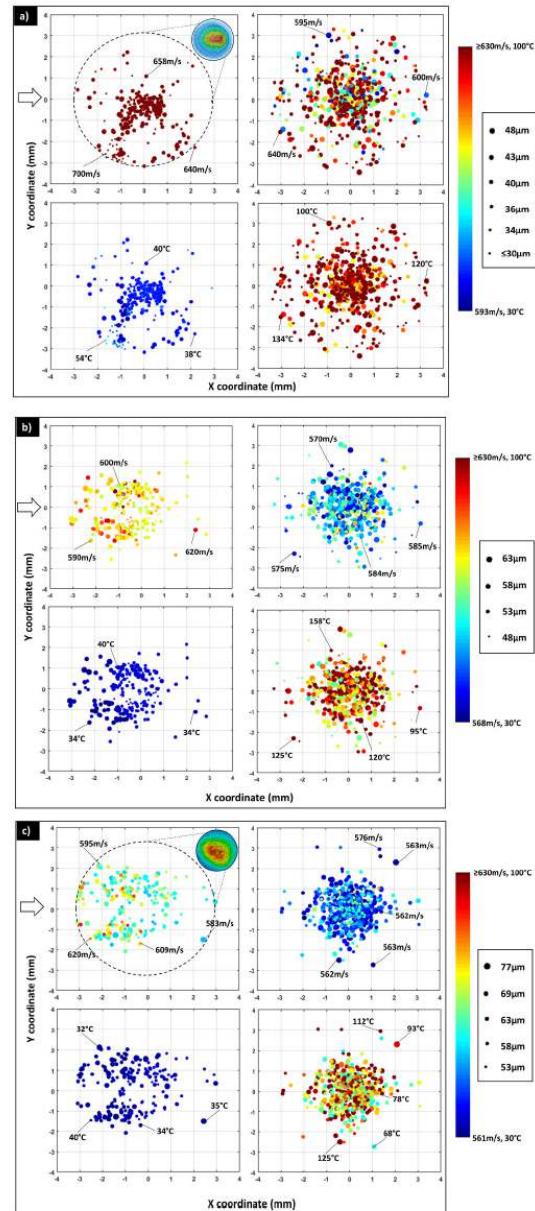 a)
658m/s
700m/s
640m/s
595m/s
600m/s
640m/s
40°C
54°C
38°C
100°C
120°C
134°C
Y coordinate (mm)
X coordinate (mm)
≥630m/s, 100°C
48μm
43μm
40μm
36μm
34μm
≤30μm
593m/s, 30°C
b)
600m/s
590m/s
620m/s
570m/s
575m/s
584m/s
585m/s
40°C
34°C
34°C
158°C
125°C
120°C
95°C
Y coordinate (mm)
X coordinate (mm)
≥630m/s, 100°C
63μm
58μm
53μm
48μm
568m/s, 30°C
c)
595m/s
620m/s
609m/s
583m/s
576m/s
563m/s
562m/s
563m/s
562m/s
32°C
40°C
34°C
35°C
112°C
93°C
78°C
125°C
68°C
Y coordinate (mm)
X coordinate (mm)
≥630m/s, 100°C
77μm
69μm
63μm
58μm
53μm
561m/s, 30°C